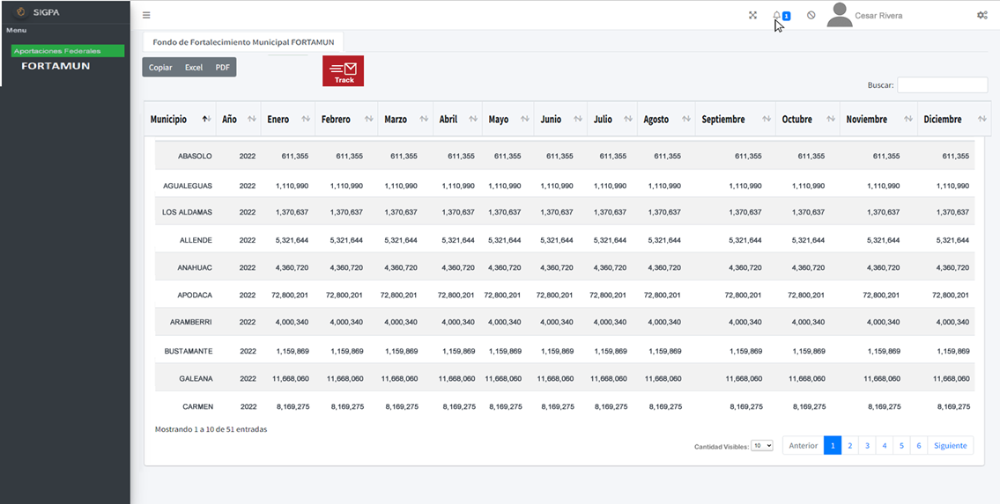 SIGPA
1
Cesar Rivera
Menu
Aportaciones Federales
FORTAMUN
Fondo de Fortalecimiento Municipal FORTAMUN
Copiar Excel PDF
Track
Buscar:
Municipio Año Enero Febrero Marzo Abril Mayo Junio Julio Agosto Septiembre Octubre Noviembre Diciembre
ABASOLO 2022 611,355 611,355 611,355 611,355 611,355 611,355 611,355 611,355 611,355 611,355 611,355 611,355
AGUALEGUAS 2022 1,110,990 1,110,990 1,110,990 1,110,990 1,110,990 1,110,990 1,110,990 1,110,990 1,110,990 1,110,990 1,110,990 1,110,990
LOS ALDAMAS 2022 1,370,637 1,370,637 1,370,637 1,370,637 1,370,637 1,370,637 1,370,637 1,370,637 1,370,637 1,370,637 1,370,637 1,370,637
ALLENDE 2022 5,321,644 5,321,644 5,321,644 5,321,644 5,321,644 5,321,644 5,321,644 5,321,644 5,321,644 5,321,644 5,321,644 5,321,644
ANAHUAC 2022 4,360,720 4,360,720 4,360,720 4,360,720 4,360,720 4,360,720 4,360,720 4,360,720 4,360,720 4,360,720 4,360,720 4,360,720
APODACA 2022 72,800,201 72,800,201 72,800,201 72,800,201 72,800,201 72,800,201 72,800,201 72,800,201 72,800,201 72,800,201 72,800,201 72,800,201
ARAMBERRI 2022 4,000,340 4,000,340 4,000,340 4,000,340 4,000,340 4,000,340 4,000,340 4,000,340 4,000,340 4,000,340 4,000,340 4,000,340
BUSTAMANTE 2022 1,159,869 1,159,869 1,159,869 1,159,869 1,159,869 1,159,869 1,159,869 1,159,869 1,159,869 1,159,869 1,159,869 1,159,869
GALEANA 2022 11,668,060 11,668,060 11,668,060 11,668,060 11,668,060 11,668,060 11,668,060 11,668,060 11,668,060 11,668,060 11,668,060 11,668,060
CARMEN 2022 8,169,275 8,169,275 8,169,275 8,169,275 8,169,275 8,169,275 8,169,275 8,169,275 8,169,275 8,169,275 8,169,275 8,169,275
Mostrando 1 a 10 de 51 entradas
Cantidad Visibles: 10 Anterior 1 2 3 4 5 6 Siguiente